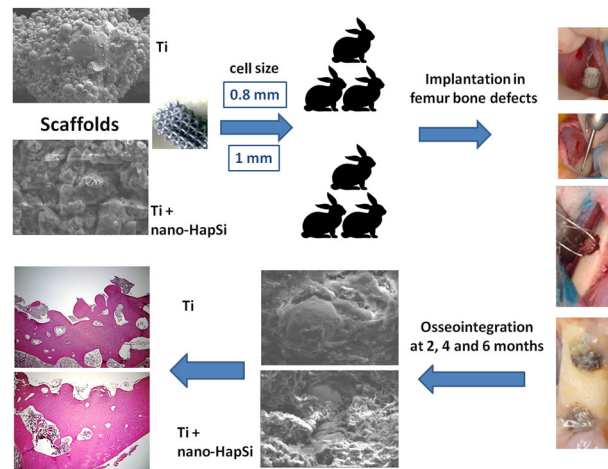 Ti
cell size
0.8 mm
1 mm
Scaffolds
Ti +
nano-HapSi
Implantation in
femur bone defects
Ti
Osseointegration
at 2, 4 and 6 months
Ti +
nano-HapSi